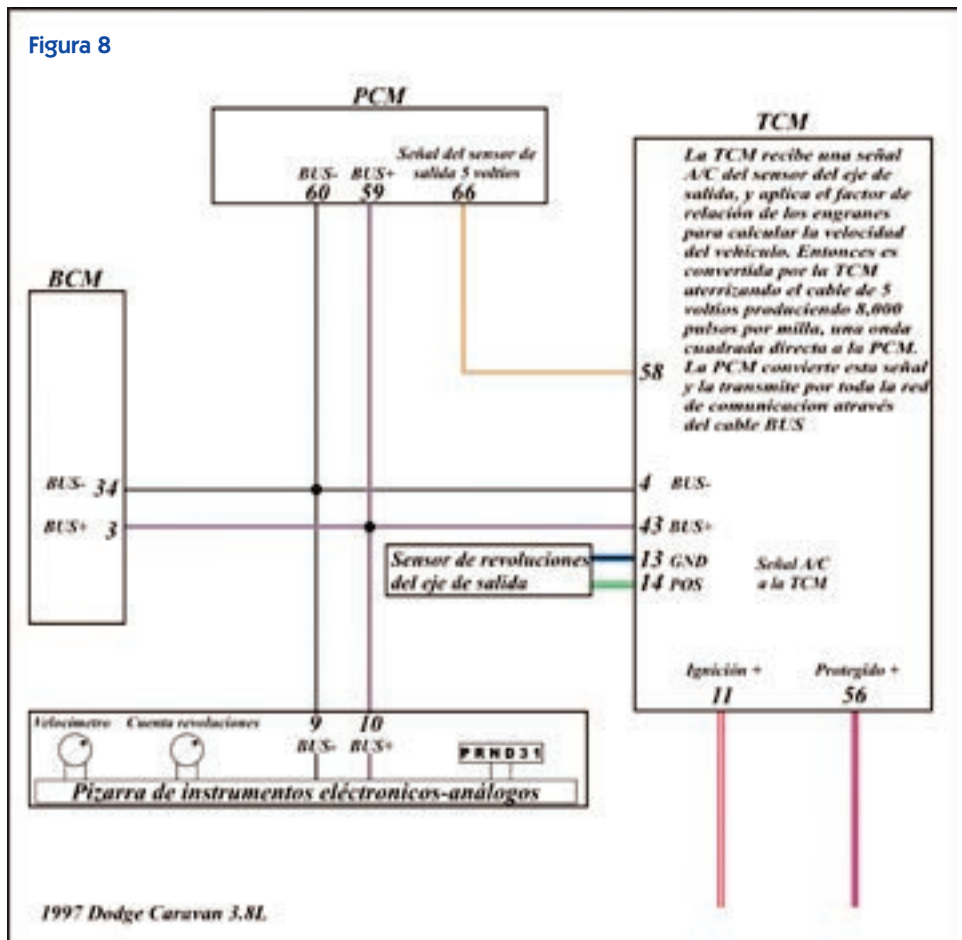 Figura 8
PCM
Señal del sensor de
salida 5 voltios
BUS-
BUS+
60
59
66
TCM
La TCM recibe una señal
A/C del sensor del eje de
salida, y aplica el factor de
relación de los engranes
para calcular la velocidad
del vehículo. Entonces es
convertida por la TCM
aterrizando el cable de 5
voltios produciendo 8,000
pulsos por milla, una onda
cuadrada directa a la PCM.
La PCM convierte esta señal
y la transmite por toda la red
de comunicacion através
del cable BUS
58
BCM
BUS- 34
BUS+ 3
4 BUS-
43 BUS+
13 GND
14 POS
Señal A/C
a la TCM
Sensor de revoluciones
del eje de salida
Ignición +
11
Protegido +
56
Velocímetro
Cuenta revoluciones
9
10
BUS-
BUS+
PRND31
Pizarra de instrumentos eléctronicos-análogos
1997 Dodge Caravan 3.8L